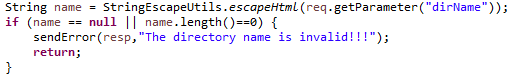 String name = StringEscapeUtils.escapeHtml(req.getParameter("dirName"));
if (name == null || name.length()==0) {
    sendError(resp,"The directory name is invalid!!!");
    return;
}